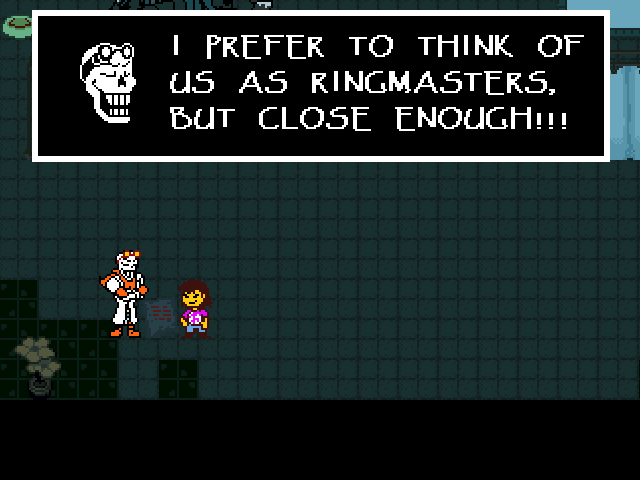 I PREFER TO THINK OF
US AS RINGMASTERS,
BUT CLOSE ENOUGH!!!